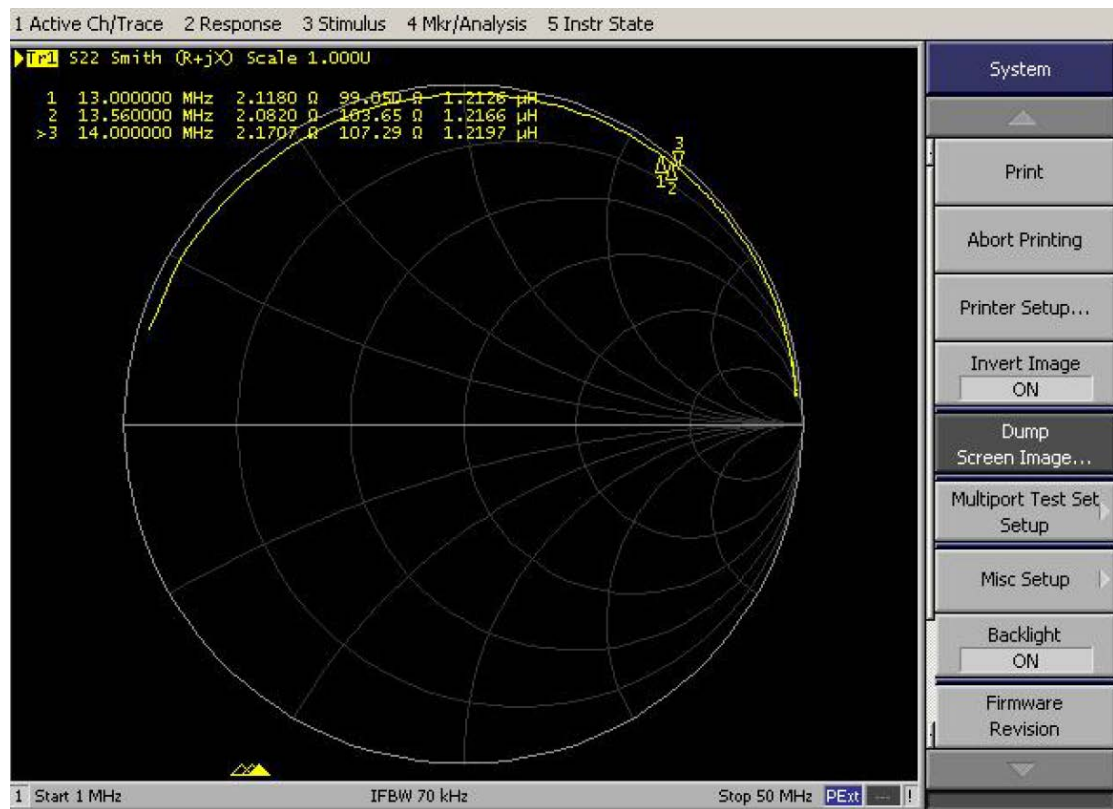 1 Active Ch/Trace 2 Response 3 Stimulus 4 Mkr/Analysis 5 Instr State
Tr1 S22 Smith (R+jX) Scale 1.000U
1 13.000000 MHz 2.1180 Ω 99.050 Ω 1.2126 µH
2 13.560000 MHz 2.0820 Ω 103.65 Ω 1.2166 µH
>3 14.000000 MHz 2.1707 Ω 107.29 Ω 1.2197 µH
3
1
2
System
Print
Abort Printing
Printer Setup...
Invert Image
ON
Dump
Screen Image...
Multiport Test Set
Setup
Misc Setup
Backlight
ON
Firmware
Revision
1 Start 1 MHz IFBW 70 kHz Stop 50 MHz PExt --- !